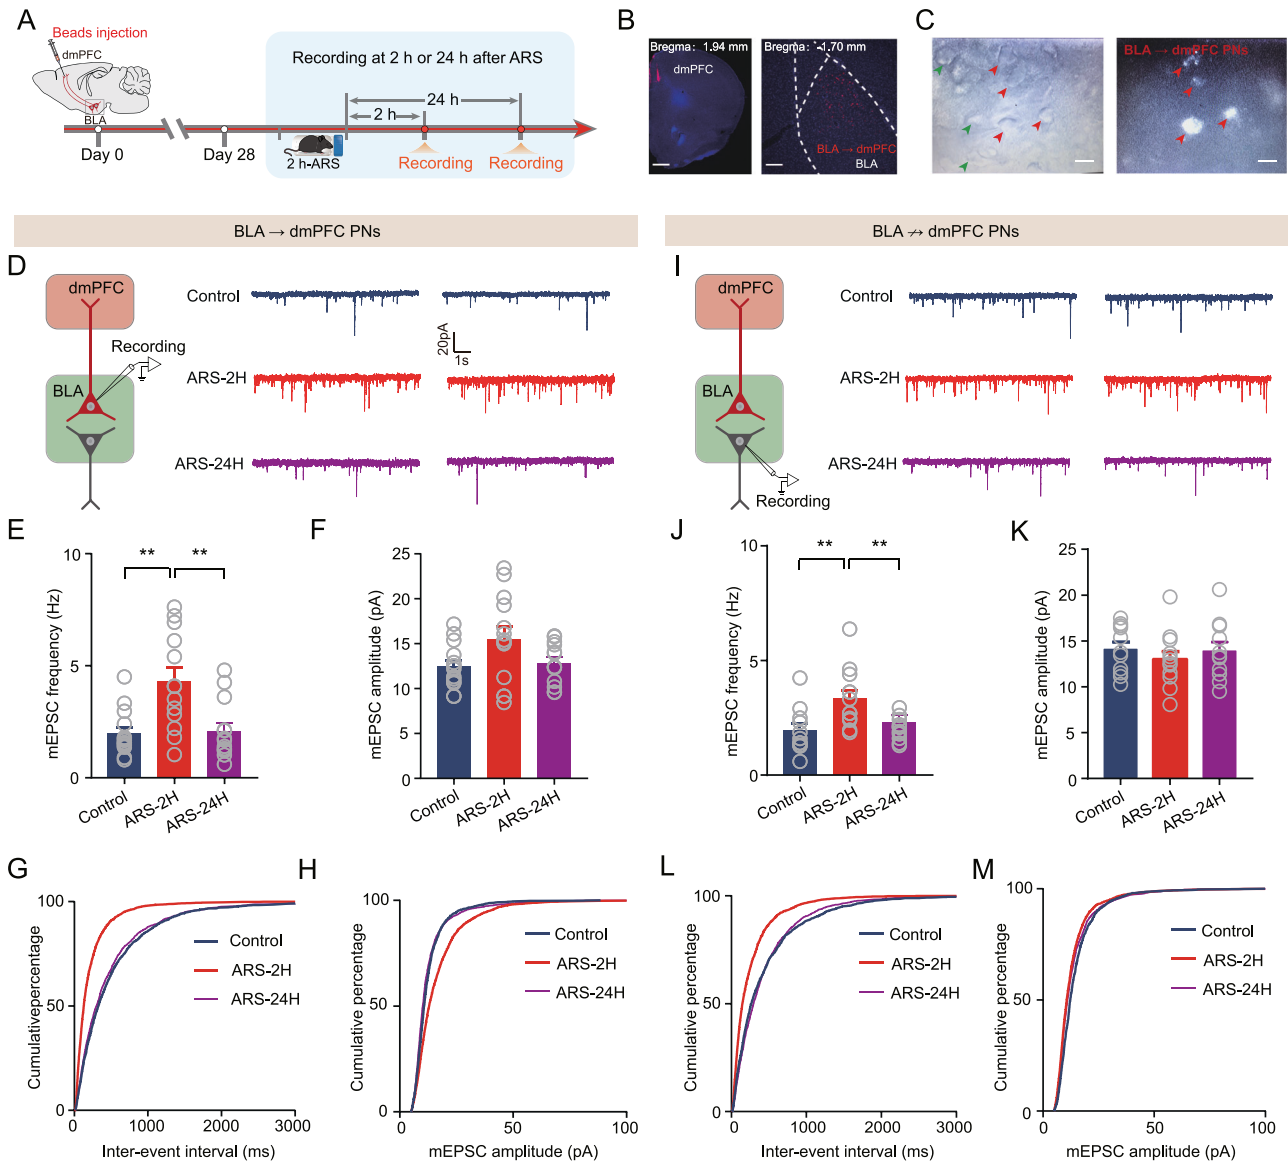 A
Beads injection
dmPFC
BLA
Day 0
Day 28
2 h-ARS
Recording at 2 h or 24 h after ARS
24 h
2 h
Recording
Recording
B
Bregma: 1.94 mm
dmPFC
Bregma: -1.70 mm
BLA → dmPFC
BLA
C
BLA → dmPFC PNs
BLA → dmPFC PNs
BLA ↛ dmPFC PNs
D
dmPFC
Recording
BLA
Control
ARS-2H
ARS-24H
20pA
1s
I
dmPFC
BLA
Recording
Control
ARS-2H
ARS-24H
E
mEPSC frequency (Hz)
10
5
0
**
**
Control
ARS-2H
ARS-24H
F
mEPSC amplitude (pA)
25
20
15
10
5
0
Control
ARS-2H
ARS-24H
J
mEPSC frequency (Hz)
10
5
0
**
**
Control
ARS-2H
ARS-24H
K
mEPSC amplitude (pA)
25
20
15
10
5
0
Control
ARS-2H
ARS-24H
G
Cumulativepercentage
100
50
0
Control
ARS-2H
ARS-24H
0
1000
2000
3000
Inter-event interval (ms)
H
Cumulative percentage
100
50
0
Control
ARS-2H
ARS-24H
0
50
100
mEPSC amplitude (pA)
L
Cumulative percentage
100
50
0
Control
ARS-2H
ARS-24H
0
1000
2000
3000
Inter-event interval (ms)
M
Cumulative percentage
100
50
0
Control
ARS-2H
ARS-24H
0
50
100
mEPSC amplitude (pA)